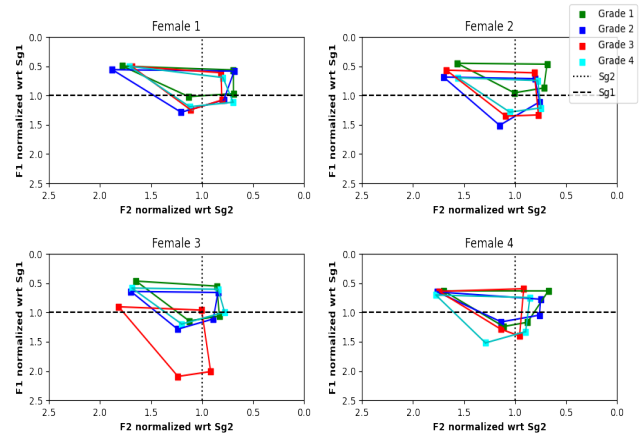 Female 1
Female 2
Grade 1
Grade 2
Grade 3
Grade 4
Sg2
Sg1
F1 normalized wrt Sg1
0.0
0.5
1.0
1.5
2.0
2.5
2.5 2.0 1.5 1.0 0.5 0.0
F2 normalized wrt Sg2
F1 normalized wrt Sg1
0.0
0.5
1.0
1.5
2.0
2.5
2.5 2.0 1.5 1.0 0.5 0.0
F2 normalized wrt Sg2
Female 3
F1 normalized wrt Sg1
0.0
0.5
1.0
1.5
2.0
2.5
2.5 2.0 1.5 1.0 0.5 0.0
F2 normalized wrt Sg2
Female 4
F1 normalized wrt Sg1
0.0
0.5
1.0
1.5
2.0
2.5
2.5 2.0 1.5 1.0 0.5 0.0
F2 normalized wrt Sg2